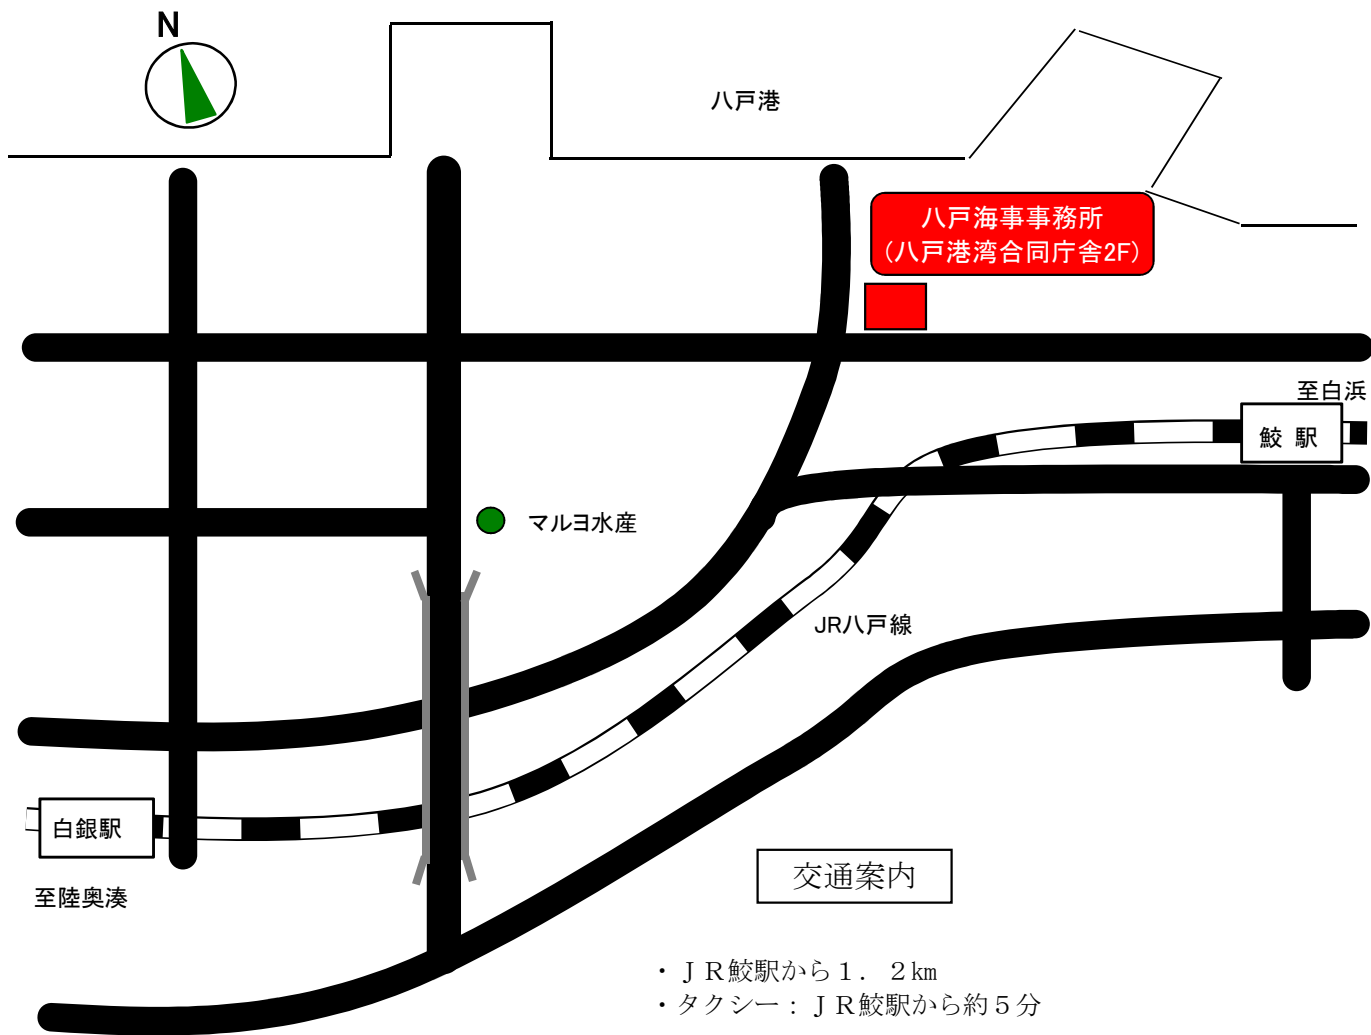 N
八戸港
八戸海事事務所
(八戸港湾合同庁舎2F)
至白浜
鮫 駅
マルヨ水産
JR八戸線
白銀駅
至陸奥湊
交通案内
・ＪＲ鮫駅から１．２㎞
・タクシー：ＪＲ鮫駅から約５分